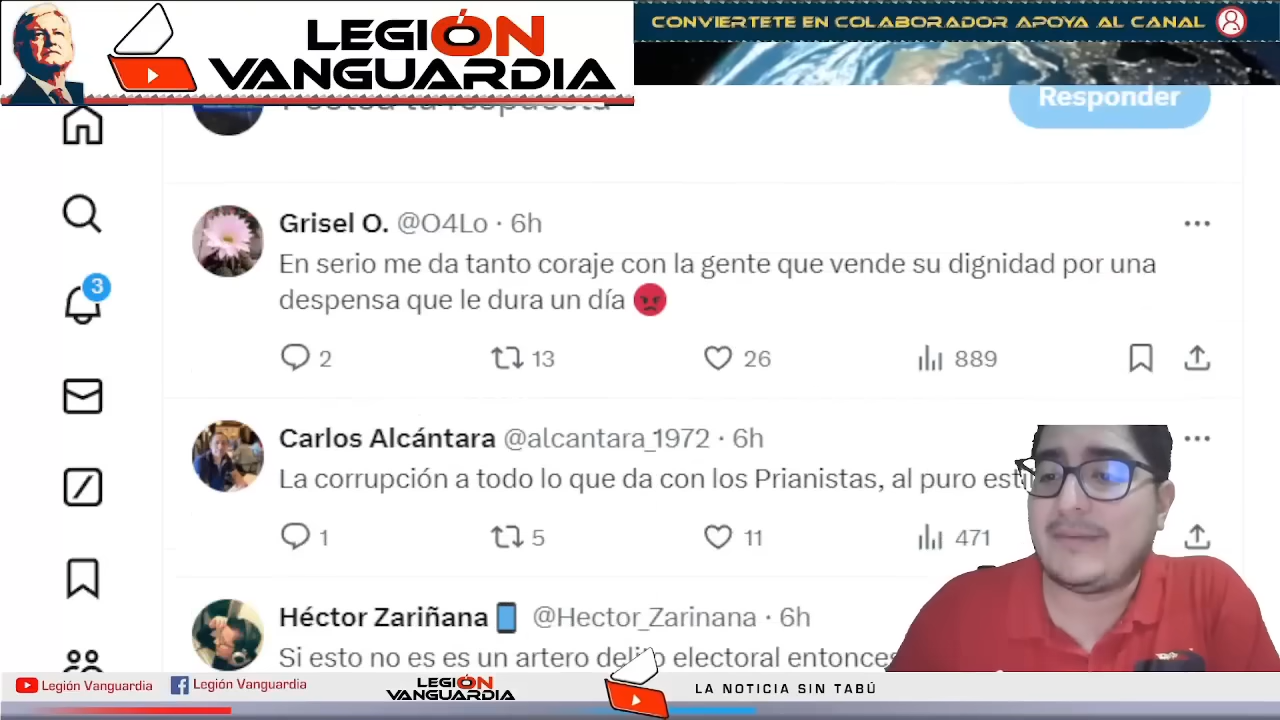 LEGIÓN
VANGUARDIA
CONVIERTETE EN COLABORADOR APOYA AL CANAL
Postea tu respuesta
Responder
Grisel O. @O4Lo · 6h
En serio me da tanto coraje con la gente que vende su dignidad por una
despensa que le dura un día 😡
2 13 26 889
3
Carlos Alcántara @alcantara_1972 · 6h
La corrupción a todo lo que da con los Prianistas, al puro
1 5 11 471
Héctor Zariñana @Hector_Zarinana · 6h
Si esto no es es un artero delito electoral entonces
Legión Vanguardia
Legión Vanguardia
LEGIÓN
VANGUARDIA
LA NOTICIA SIN TABÚ